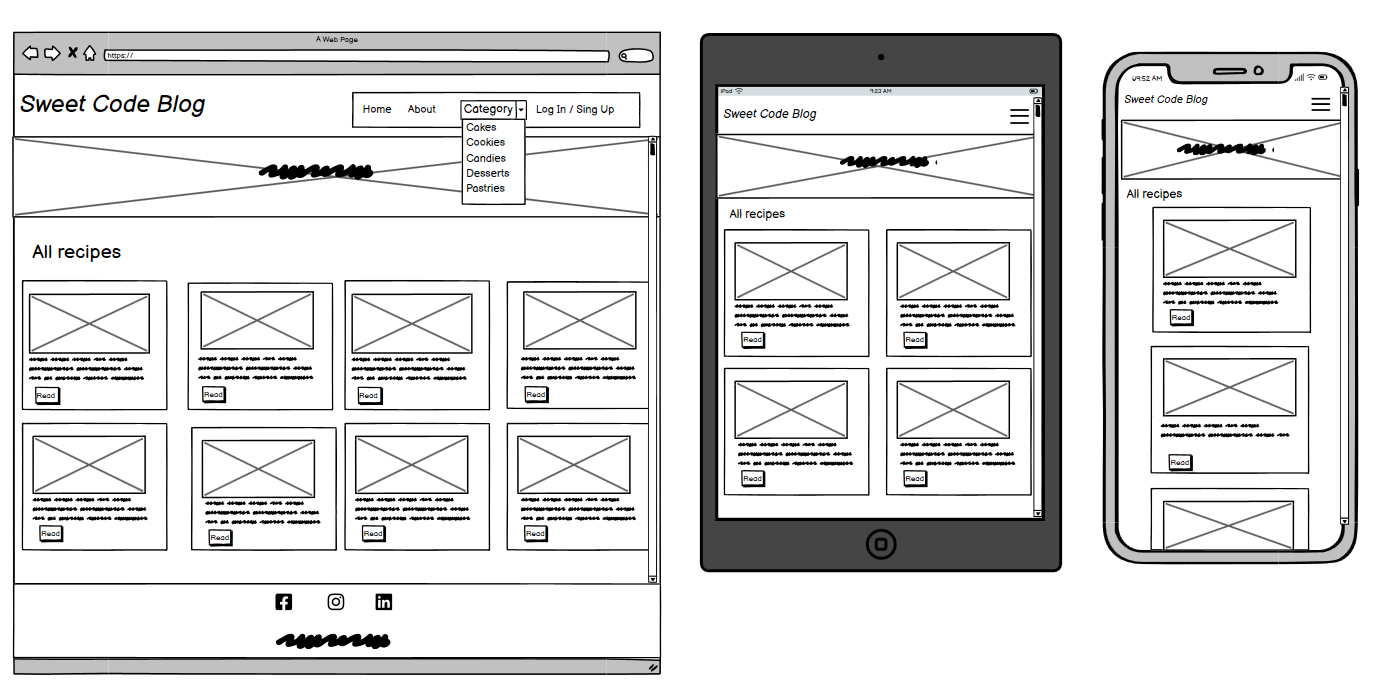 A Web Page
https://
Sweet Code Blog
Home About Category Log In / Sing Up
Cakes
Cookies
Candies
Desserts
Pastries
All recipes
Read Read Read Read
Read Read Read Read
iPad 9:23 AM
Sweet Code Blog
All recipes
Read Read
Read Read
09:52 AM
Sweet Code Blog
All recipes
Read
Read